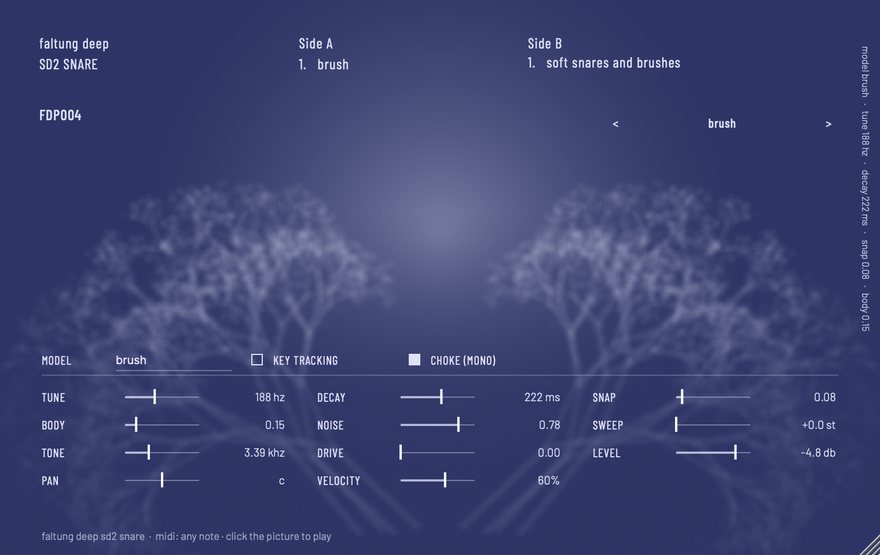 faltung deep
SD2 SNARE
FDP004
Side A
1. brush
Side B
1. soft snares and brushes
< brush >
model brush · tune 188 hz · decay 222 ms · snap 0.08 · body 0.15
MODEL brush KEY TRACKING CHOKE (MONO)
TUNE 188 hz DECAY 222 ms SNAP 0.08
BODY 0.15 NOISE 0.78 SWEEP +0.0 st
TONE 3.39 khz DRIVE 0.00 LEVEL -4.8 db
PAN c VELOCITY 60%
faltung deep sd2 snare · midi: any note · click the picture to play